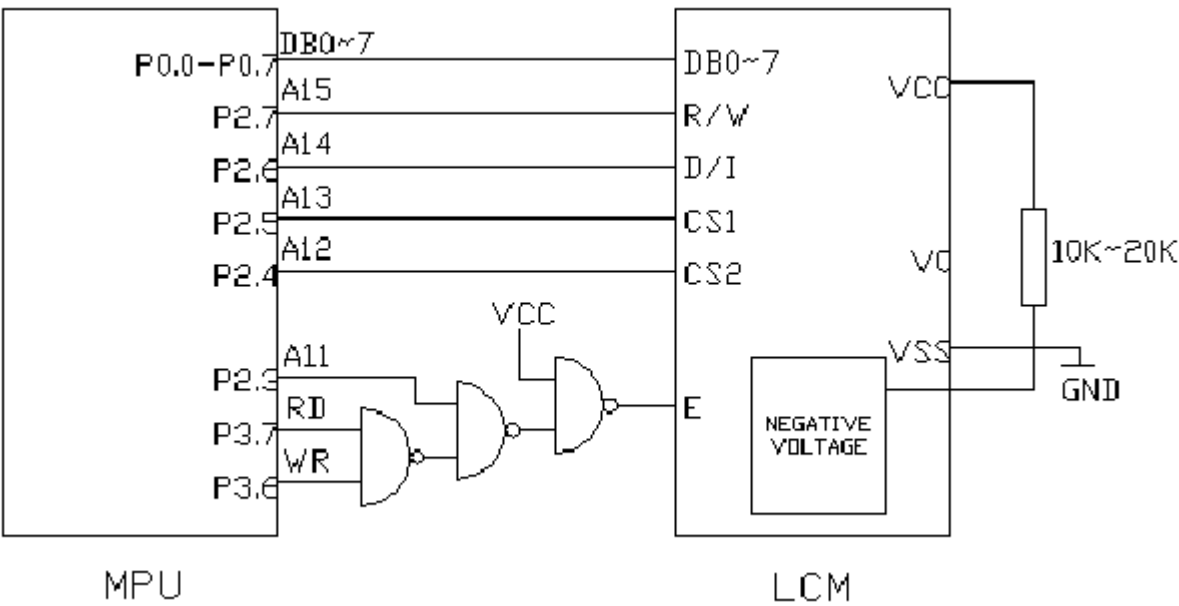 DB0~7
P0.0-P0.7
DB0~7
A15
VCC
P2.7
R/W
A14
P2.6
D/I
A13
P2.5
CS1
A12
VO
10K~20K
P2.4
CS2
VCC
A11
VSS
P2.3
GND
RD
E
P3.7
NEGATIVE
VOLTAGE
WR
P3.6
MPU
LCM